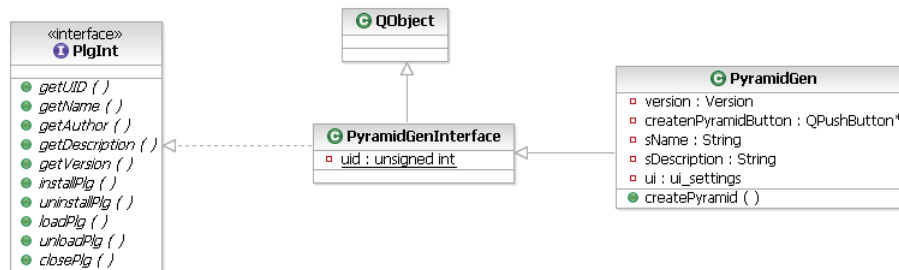 «interface»
PlgInt
getUID ( )
getName ( )
getAuthor ( )
getDescription ( )
getVersion ( )
installPlg ( )
uninstallPlg ( )
loadPlg ( )
unloadPlg ( )
closePlg ( )
QObject
PyramidGenInterface
uid : unsigned int
PyramidGen
version : Version
createnPyramidButton : QPushButton*
sName : String
sDescription : String
ui : ui_settings
createPyramid ( )